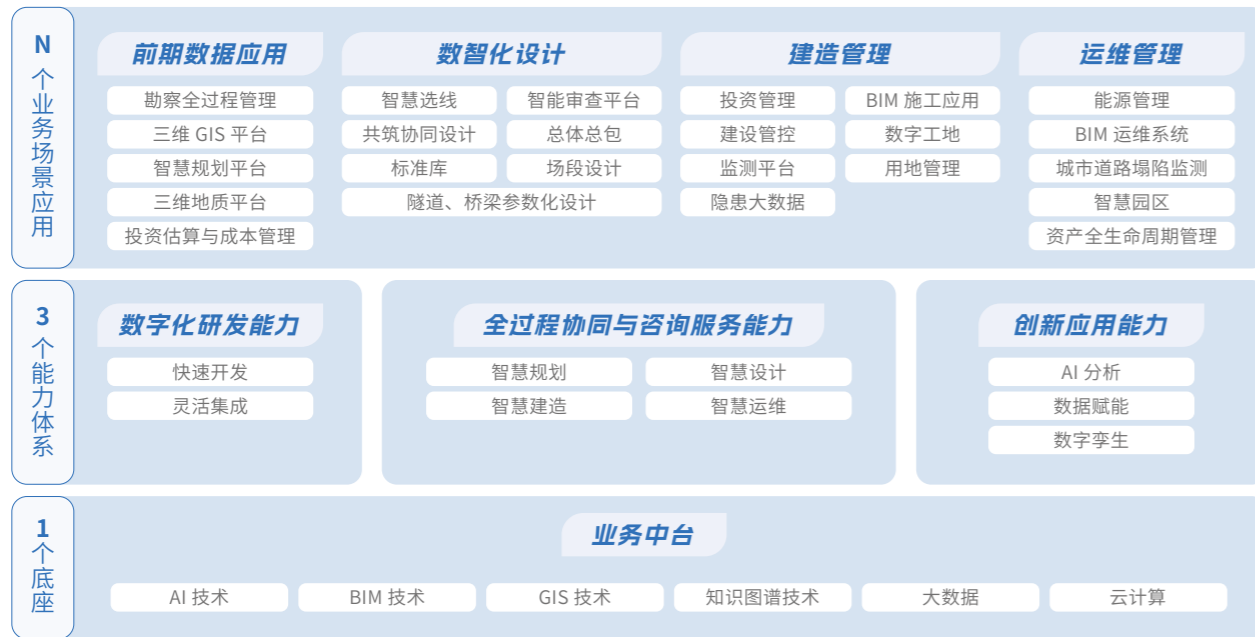 N个业务场景应用
前期数据应用
勘察全过程管理
三维 GIS 平台
智慧规划平台
三维地质平台
投资估算与成本管理
数智化设计
智慧选线
智能审查平台
共筑协同设计
总体总包
标准库
场段设计
隧道、桥梁参数化设计
建造管理
投资管理
BIM 施工应用
建设管控
数字工地
监测平台
用地管理
隐患大数据
运维管理
能源管理
BIM 运维系统
城市道路塌陷监测
智慧园区
资产全生命周期管理
3个能力体系
数字化研发能力
快速开发
灵活集成
全过程协同与咨询服务能力
智慧规划
智慧设计
智慧建造
智慧运维
创新应用能力
AI 分析
数据赋能
数字孪生
1个底座
业务中台
AI 技术
BIM 技术
GIS 技术
知识图谱技术
大数据
云计算